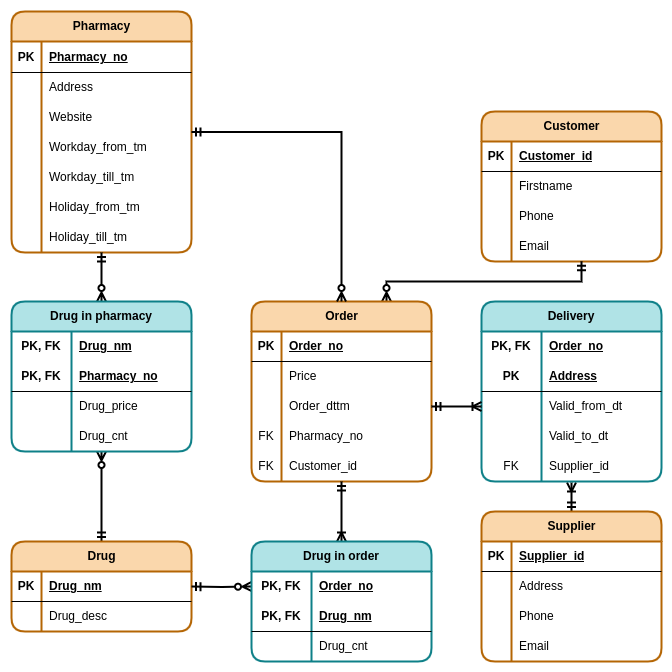 Pharmacy
PK Pharmacy_no
Address
Website
Workday_from_tm
Workday_till_tm
Holiday_from_tm
Holiday_till_tm
Customer
PK Customer_id
Firstname
Phone
Email
Drug in pharmacy
PK, FK Drug_nm
PK, FK Pharmacy_no
Drug_price
Drug_cnt
Order
PK Order_no
Price
Order_dttm
FK Pharmacy_no
FK Customer_id
Delivery
PK, FK Order_no
PK Address
Valid_from_dt
Valid_to_dt
FK Supplier_id
Drug
PK Drug_nm
Drug_desc
Drug in order
PK, FK Order_no
PK, FK Drug_nm
Drug_cnt
Supplier
PK Supplier_id
Address
Phone
Email